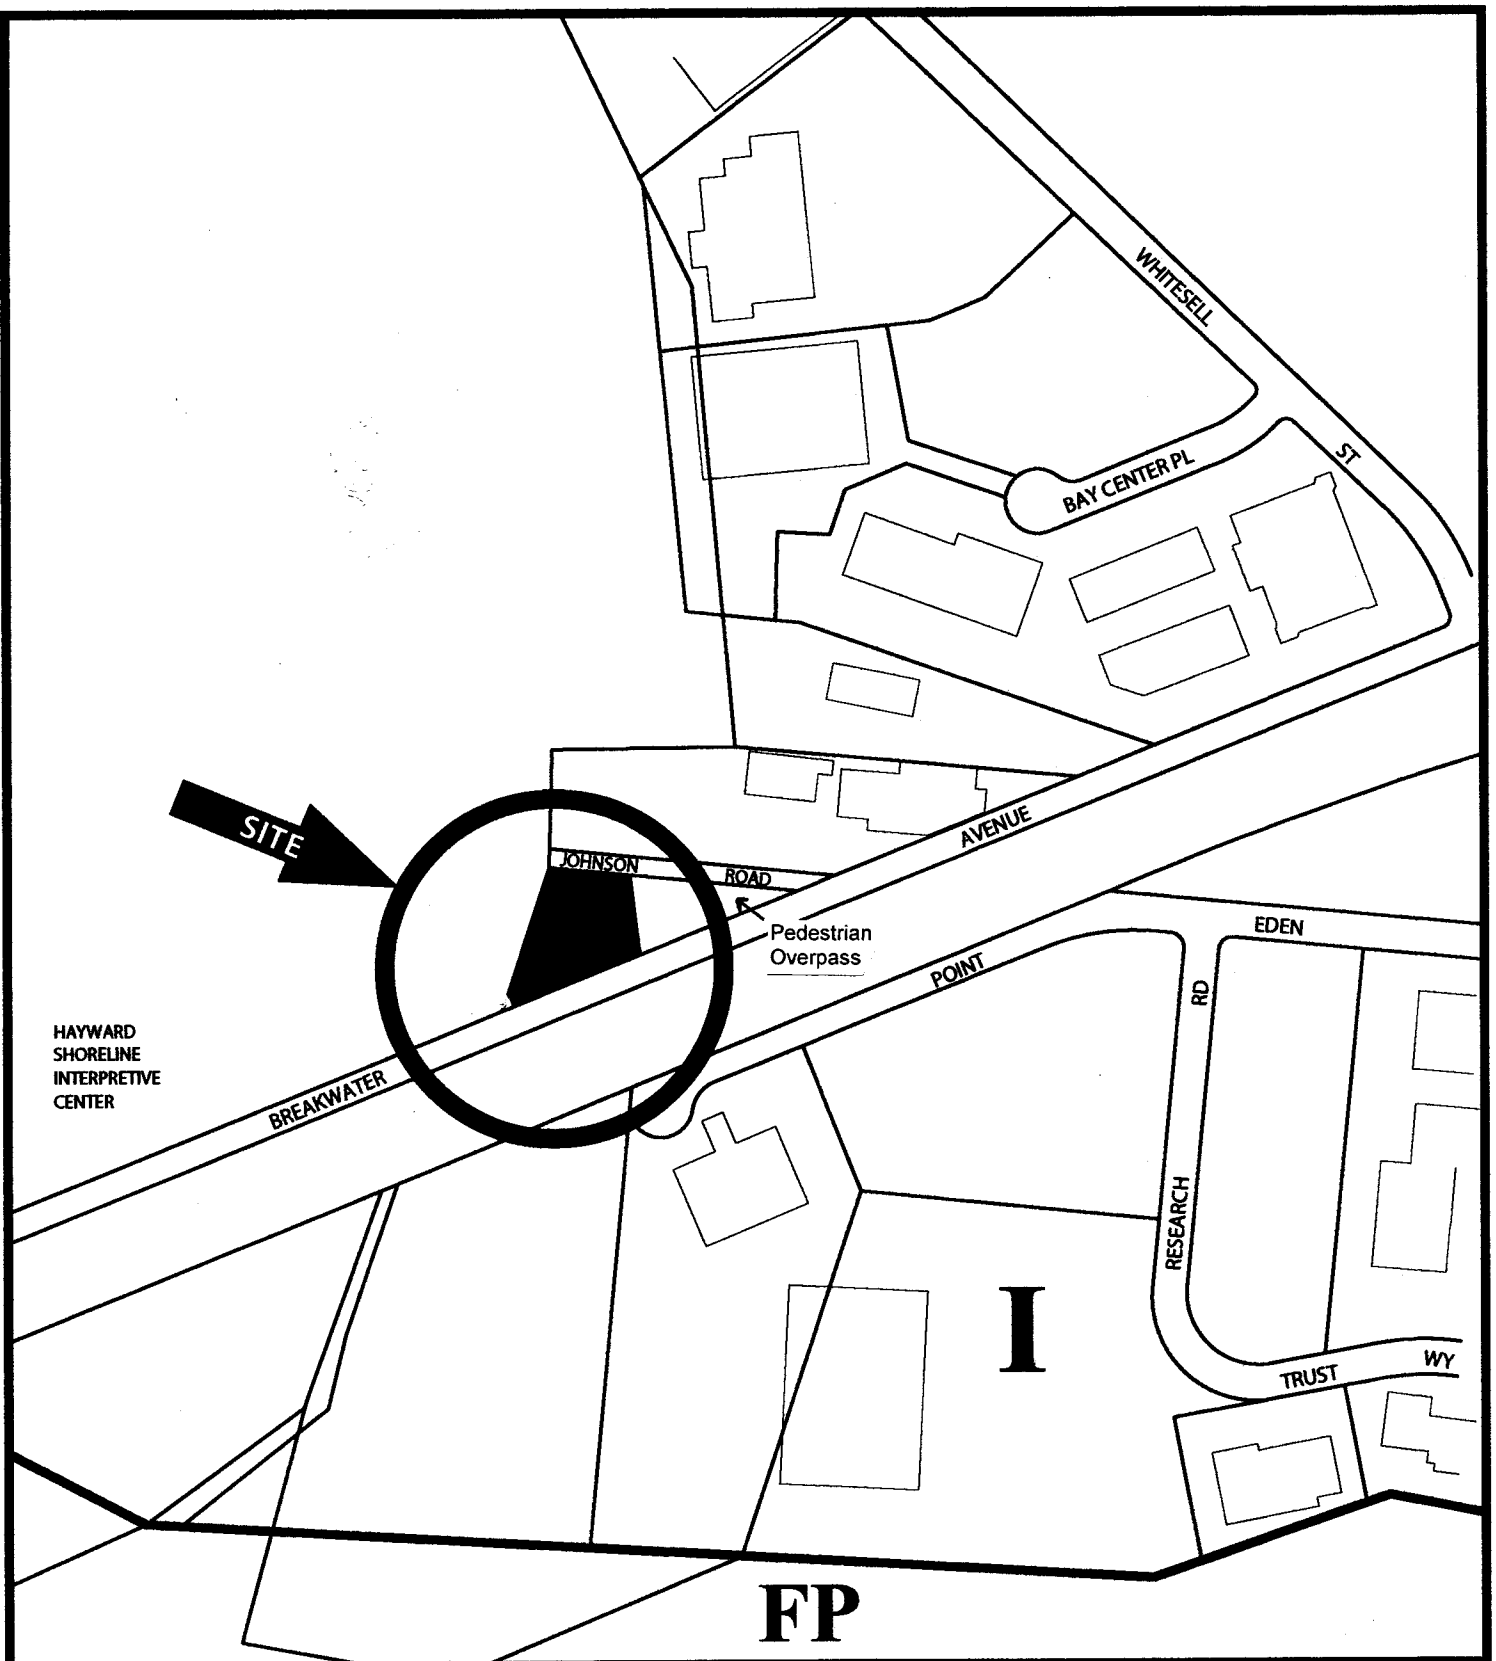 WHITESELL
ST
BAY CENTER PL
SITE
AVENUE
JOHNSON
ROAD
Pedestrian
Overpass
EDEN
POINT
RD
HAYWARD
SHORELINE
INTERPRETIVE
CENTER
BREAKWATER
RESEARCH
I
TRUST
WY
FP